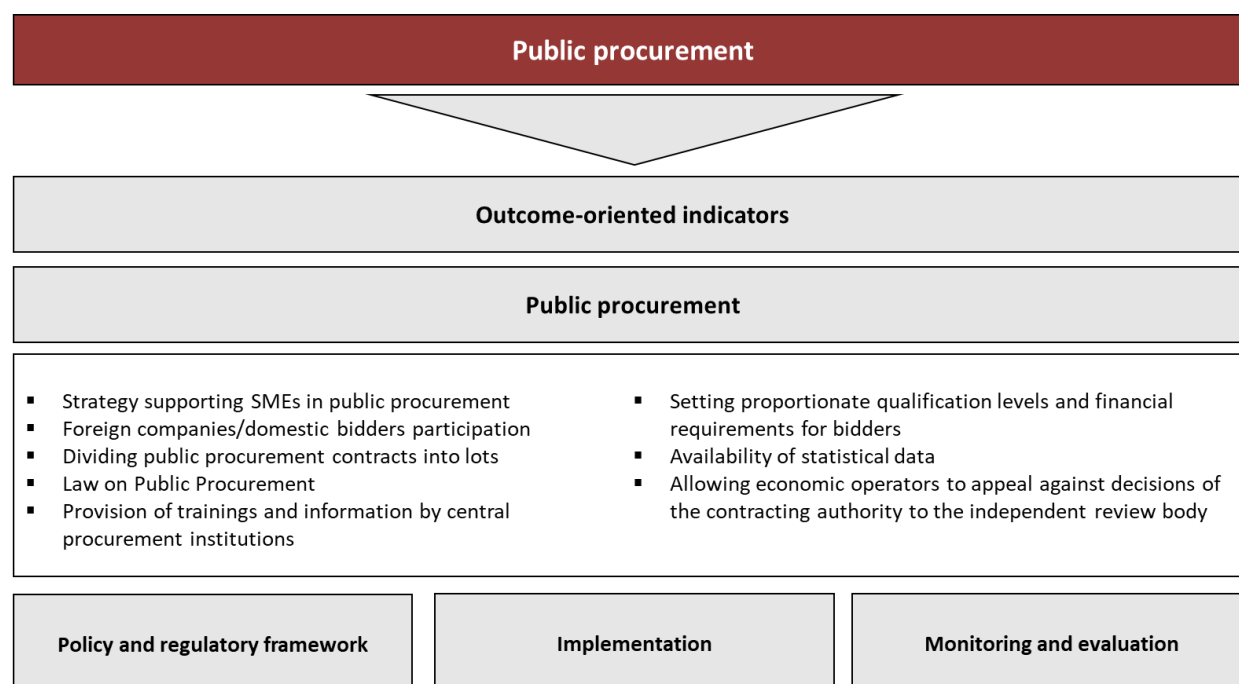 Public procurement
Outcome-oriented indicators
Public procurement
▪ Strategy supporting SMEs in public procurement
▪ Foreign companies/domestic bidders participation
▪ Dividing public procurement contracts into lots
▪ Law on Public Procurement
▪ Provision of trainings and information by central
procurement institutions
▪ Setting proportionate qualification levels and financial
requirements for bidders
▪ Availability of statistical data
▪ Allowing economic operators to appeal against decisions of
the contracting authority to the independent review body
Policy and regulatory framework
Implementation
Monitoring and evaluation